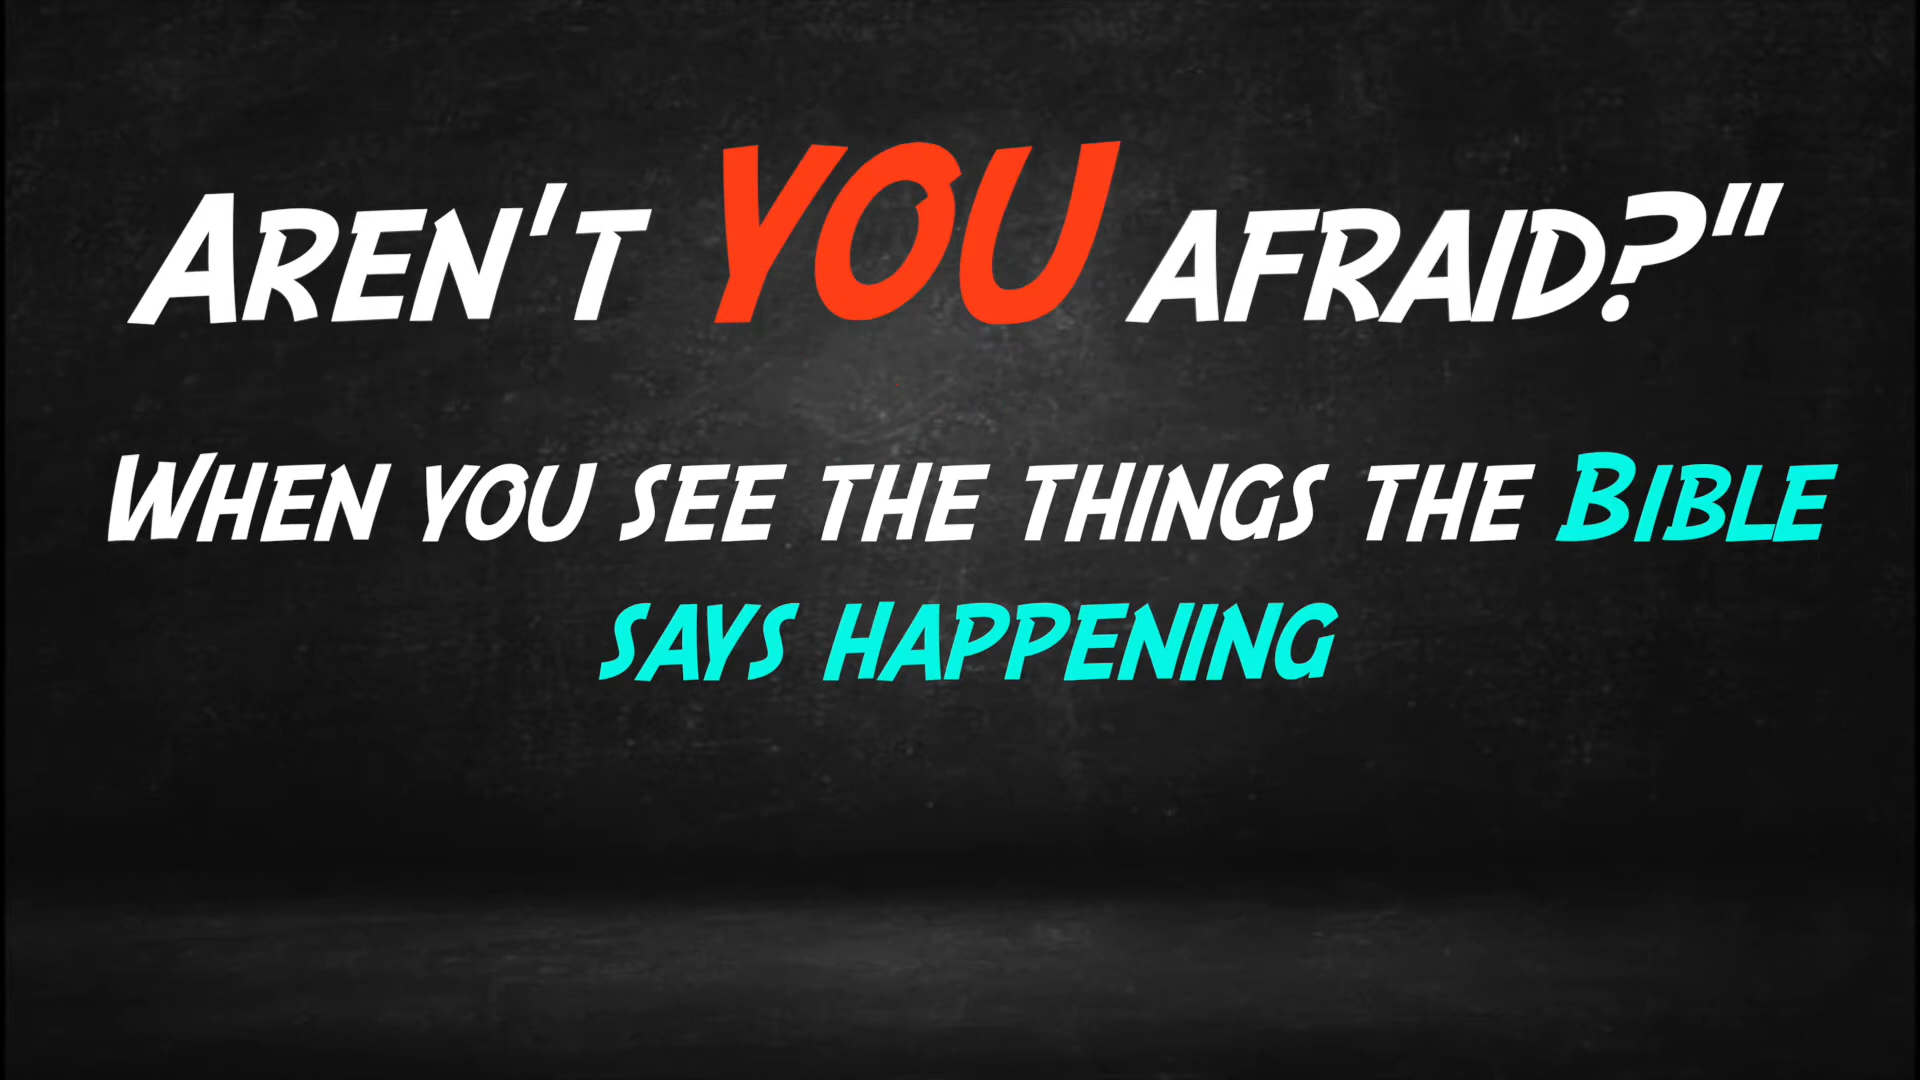 Aren't YOU afraid?"
When you see the things the Bible
says happening